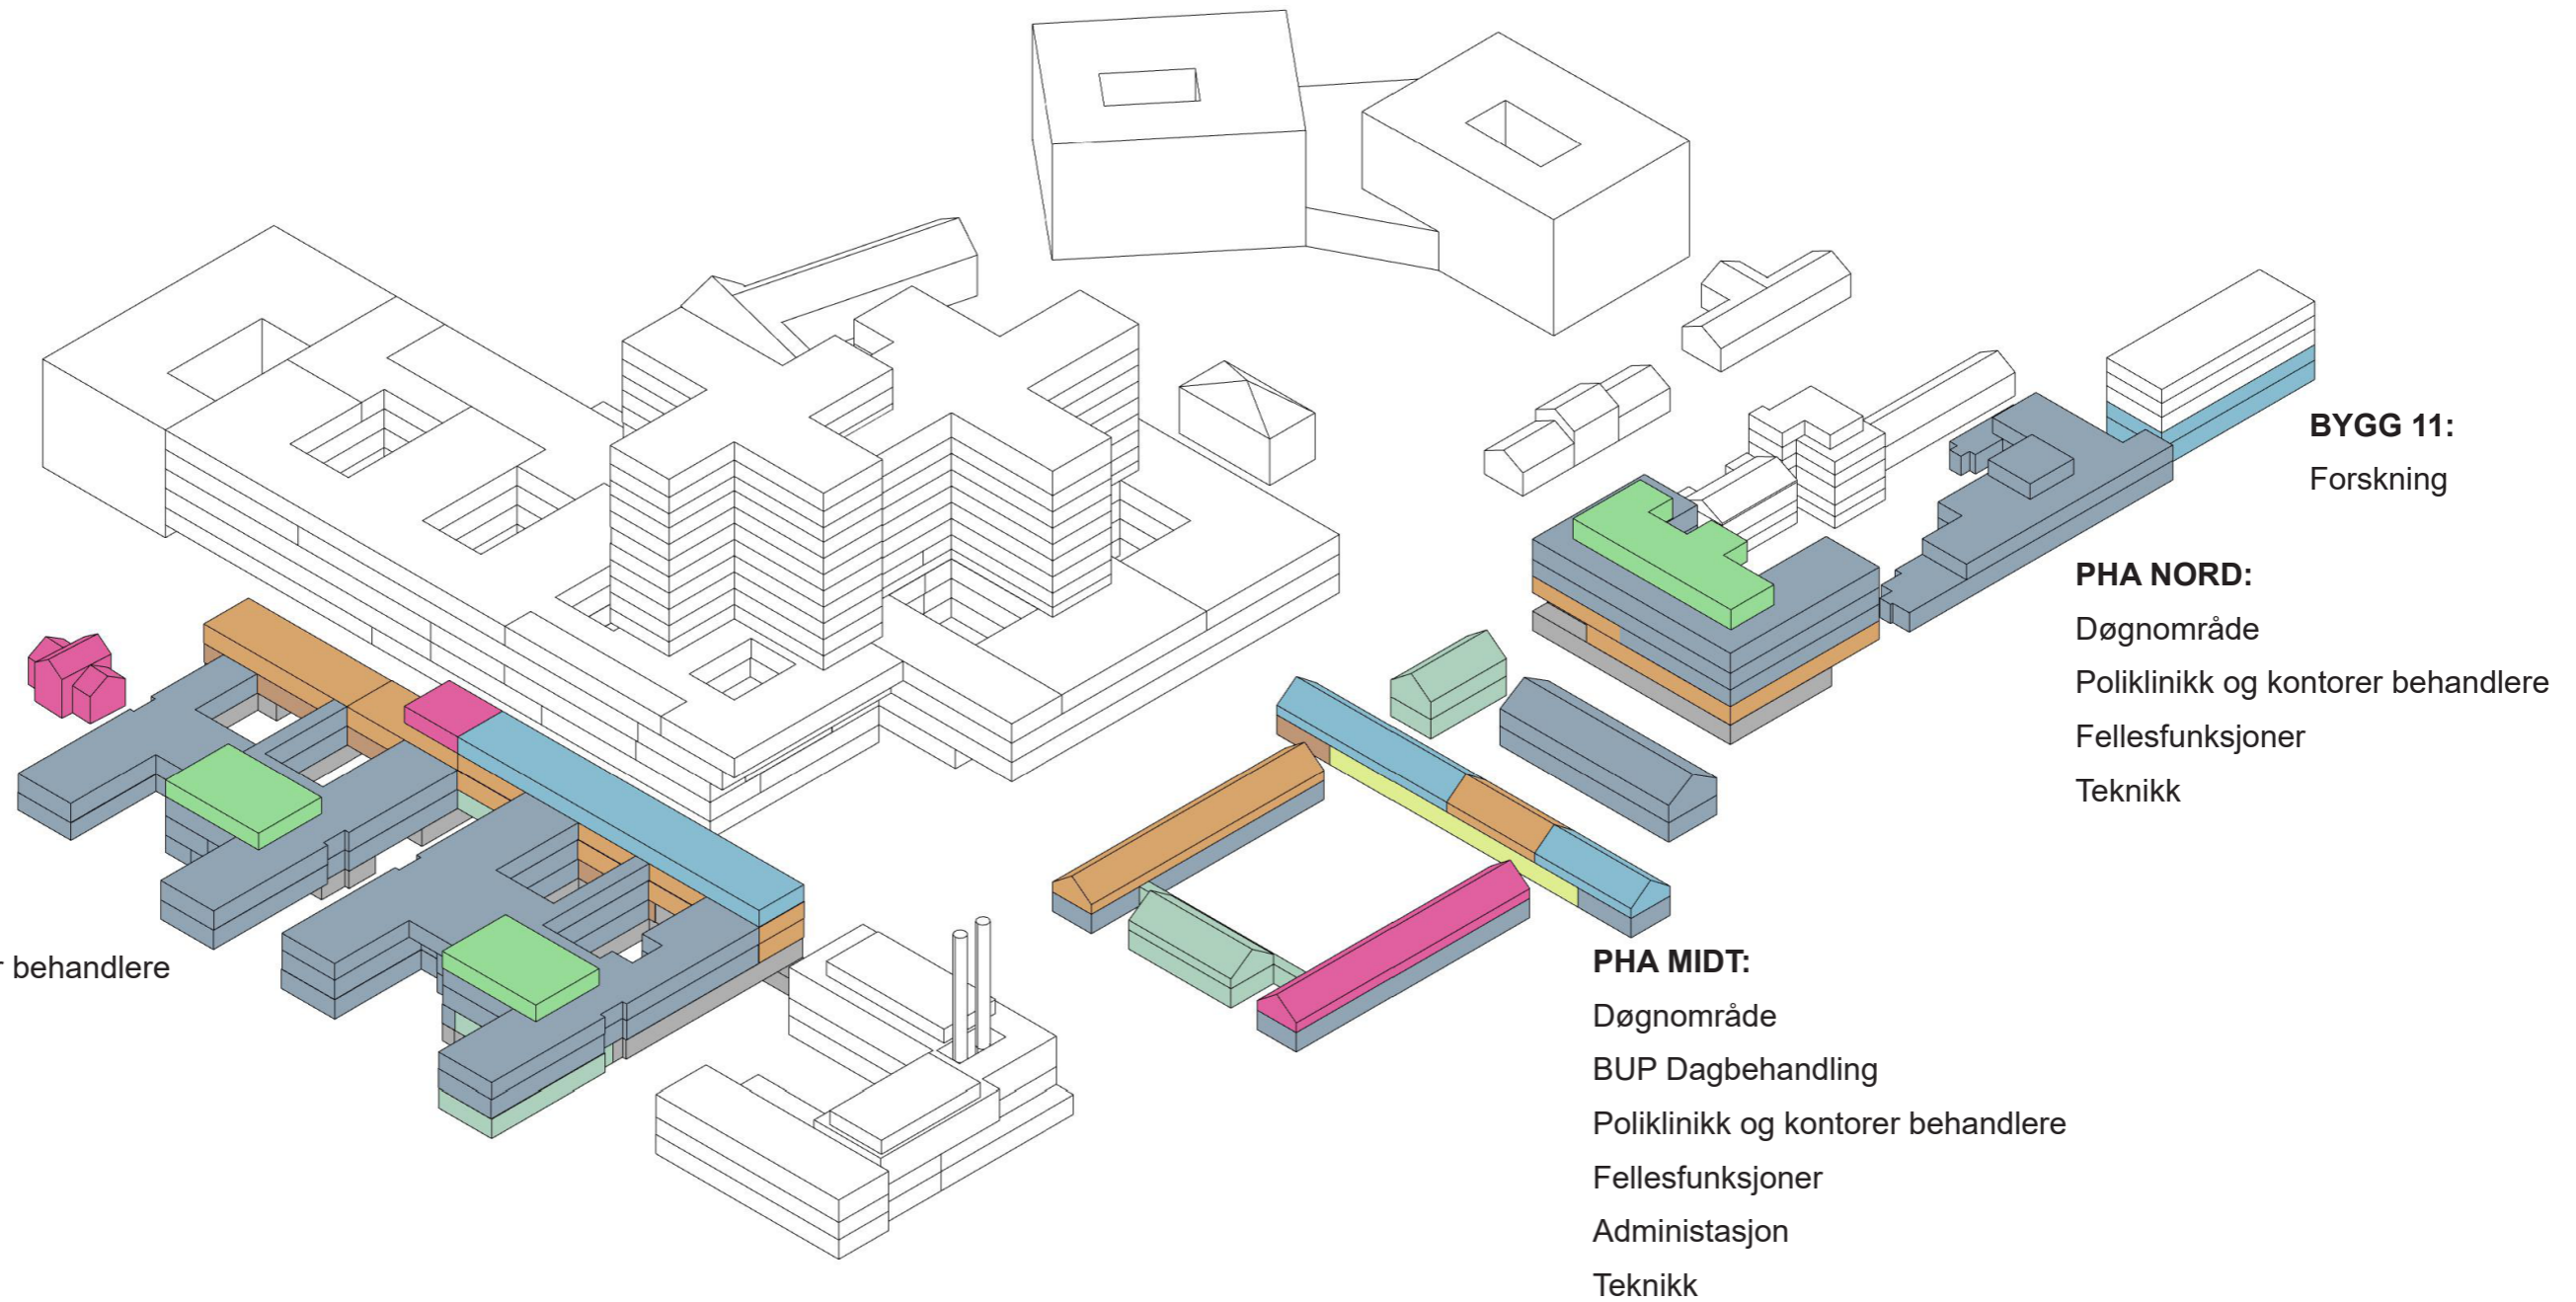 BYGG 11:
Forskning
PHA NORD:
Døgnområde
Poliklinikk og kontorer behandlere
Fellesfunksjoner
Teknikk
behandlere
PHA MIDT:
Døgnområde
BUP Dagbehandling
Poliklinikk og kontorer behandlere
Fellesfunksjoner
Administasjon
Teknikk